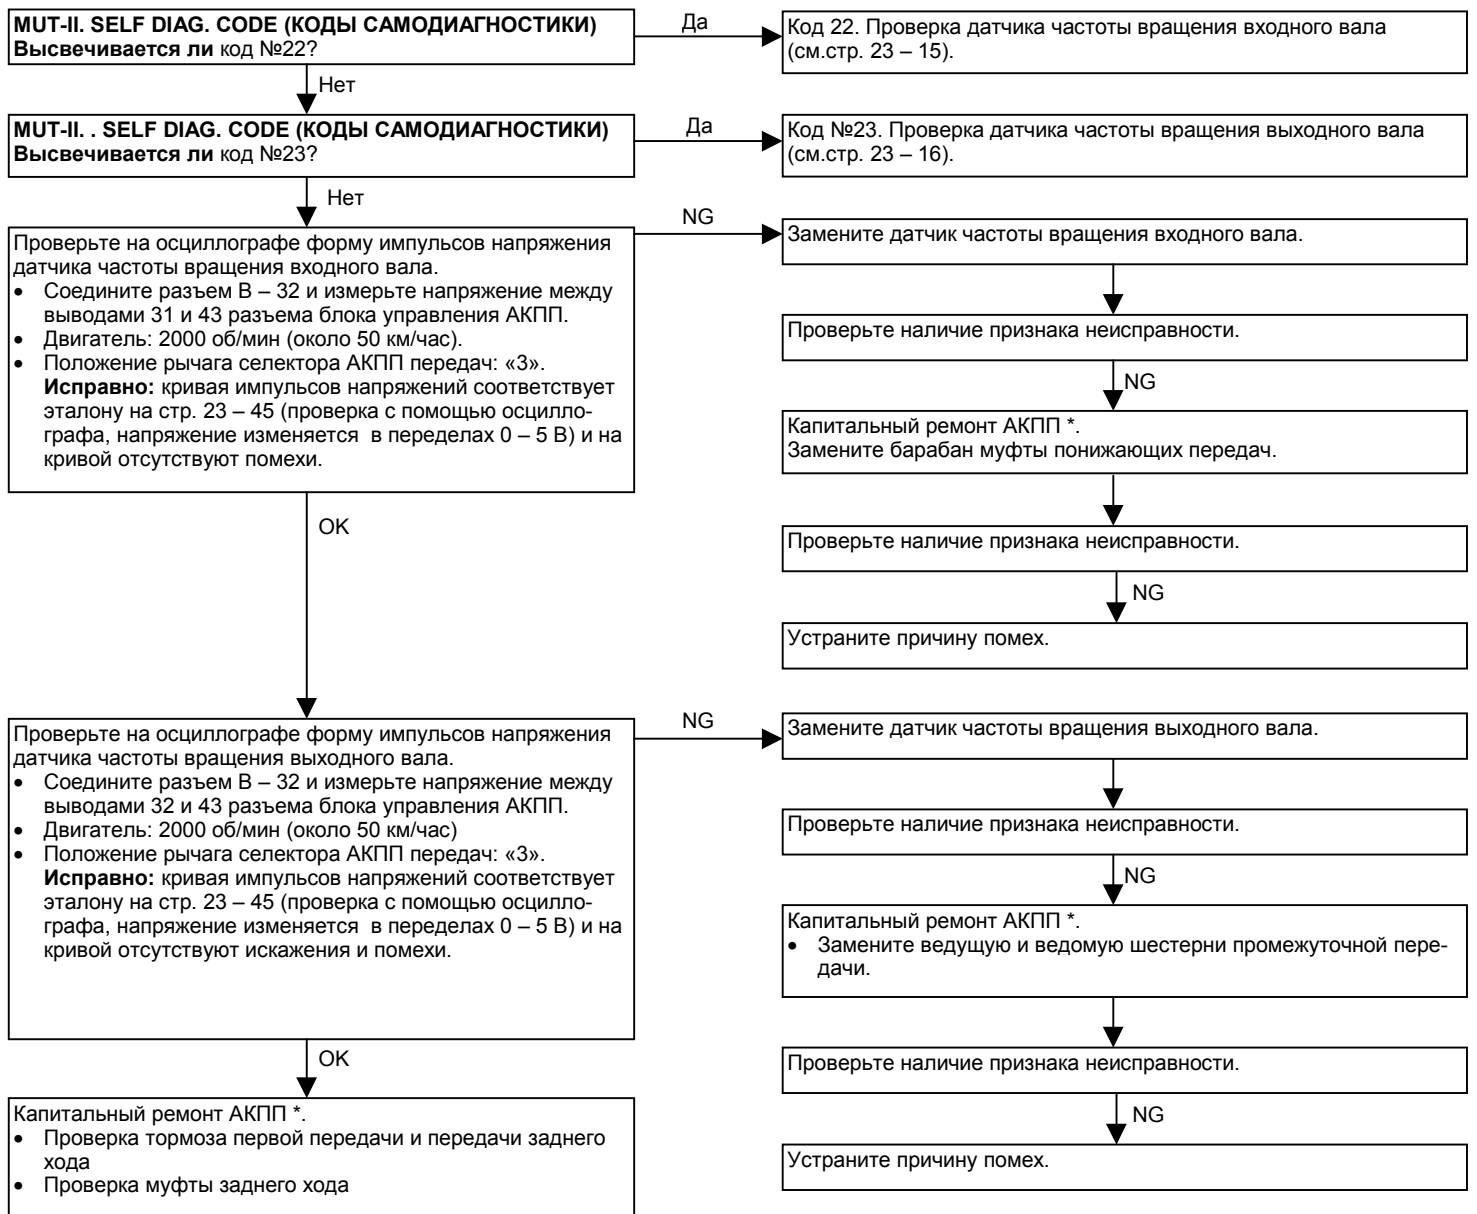 MUT-II. SELF DIAG. CODE (КОДЫ САМОДИАГНОСТИКИ)
Высвечивается ли код №22?
Да
Код 22. Проверка датчика частоты вращения входного вала
(см.стр. 23 – 15).
Нет
MUT-II. . SELF DIAG. CODE (КОДЫ САМОДИАГНОСТИКИ)
Высвечивается ли код №23?
Да
Код №23. Проверка датчика частоты вращения выходного вала
(см.стр. 23 – 16).
Нет
Проверьте на осциллографе форму импульсов напряжения
датчика частоты вращения входного вала.
• Соедините разъем В – 32 и измерьте напряжение между
выводами 31 и 43 разъема блока управления АКПП.
• Двигатель: 2000 об/мин (около 50 км/час).
• Положение рычага селектора АКПП передач: «3».
Исправно: кривая импульсов напряжений соответствует
эталону на стр. 23 – 45 (проверка с помощью осцилло-
графа, напряжение изменяется в пределах 0 – 5 В) и на
кривой отсутствуют помехи.
NG
Замените датчик частоты вращения входного вала.
Проверьте наличие признака неисправности.
NG
Капитальный ремонт АКПП *.
Замените барабан муфты понижающих передач.
Проверьте наличие признака неисправности.
NG
Устраните причину помех.
OK
Проверьте на осциллографе форму импульсов напряжения
датчика частоты вращения выходного вала.
• Соедините разъем В – 32 и измерьте напряжение между
выводами 32 и 43 разъема блока управления АКПП.
• Двигатель: 2000 об/мин (около 50 км/час)
• Положение рычага селектора АКПП передач: «3».
Исправно: кривая импульсов напряжений соответствует
эталону на стр. 23 – 45 (проверка с помощью осцилло-
графа, напряжение изменяется в пределах 0 – 5 В) и на
кривой отсутствуют искажения и помехи.
NG
Замените датчик частоты вращения выходного вала.
Проверьте наличие признака неисправности.
NG
Капитальный ремонт АКПП *.
• Замените ведущую и ведомую шестерни промежуточной пере-
дачи.
Проверьте наличие признака неисправности.
NG
Устраните причину помех.
OK
Капитальный ремонт АКПП *.
• Проверка тормоза первой передачи и передачи заднего
хода
• Проверка муфты заднего хода